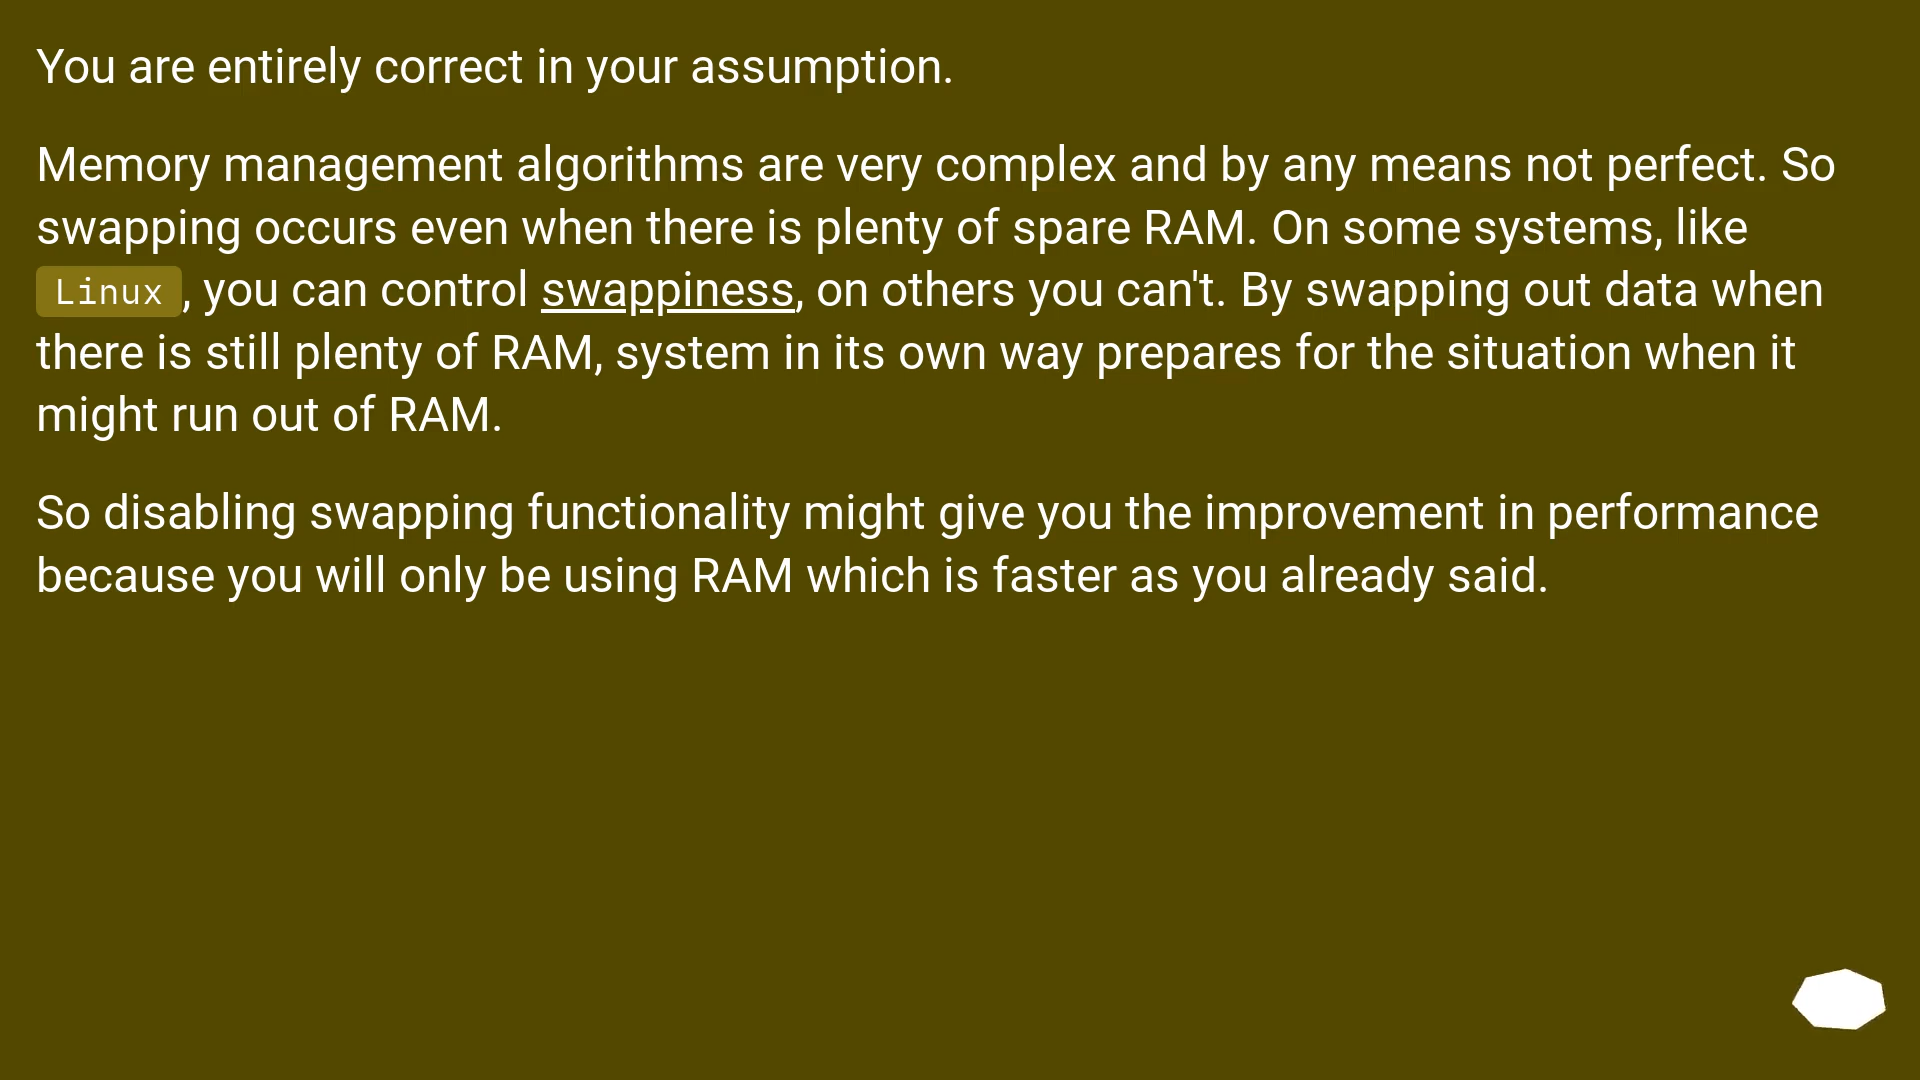 You are entirely correct in your assumption.
Memory management algorithms are very complex and by any means not perfect. So
swapping occurs even when there is plenty of spare RAM. On some systems, like
Linux, you can control swappiness, on others you can't. By swapping out data when
there is still plenty of RAM, system in its own way prepares for the situation when it
might run out of RAM.
So disabling swapping functionality might give you the improvement in performance
because you will only be using RAM which is faster as you already said.